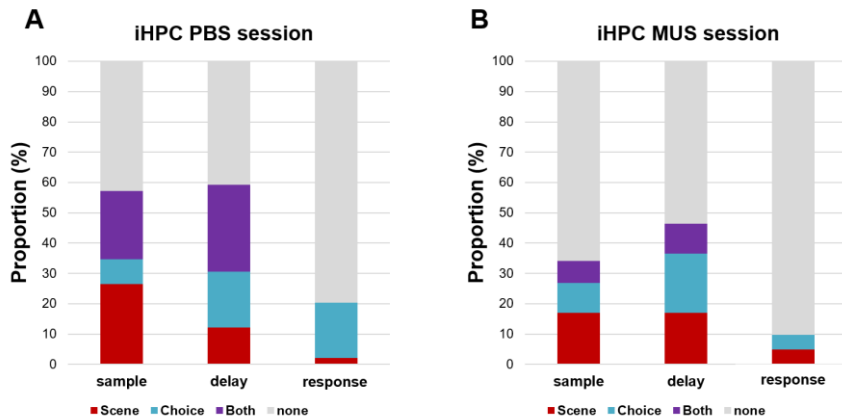 A
iHPC PBS session
Proportion (%)
100
90
80
70
60
50
40
30
20
10
0
sample delay response
Scene Choice Both none
B
iHPC MUS session
Proportion (%)
100
90
80
70
60
50
40
30
20
10
0
sample delay response
Scene Choice Both none